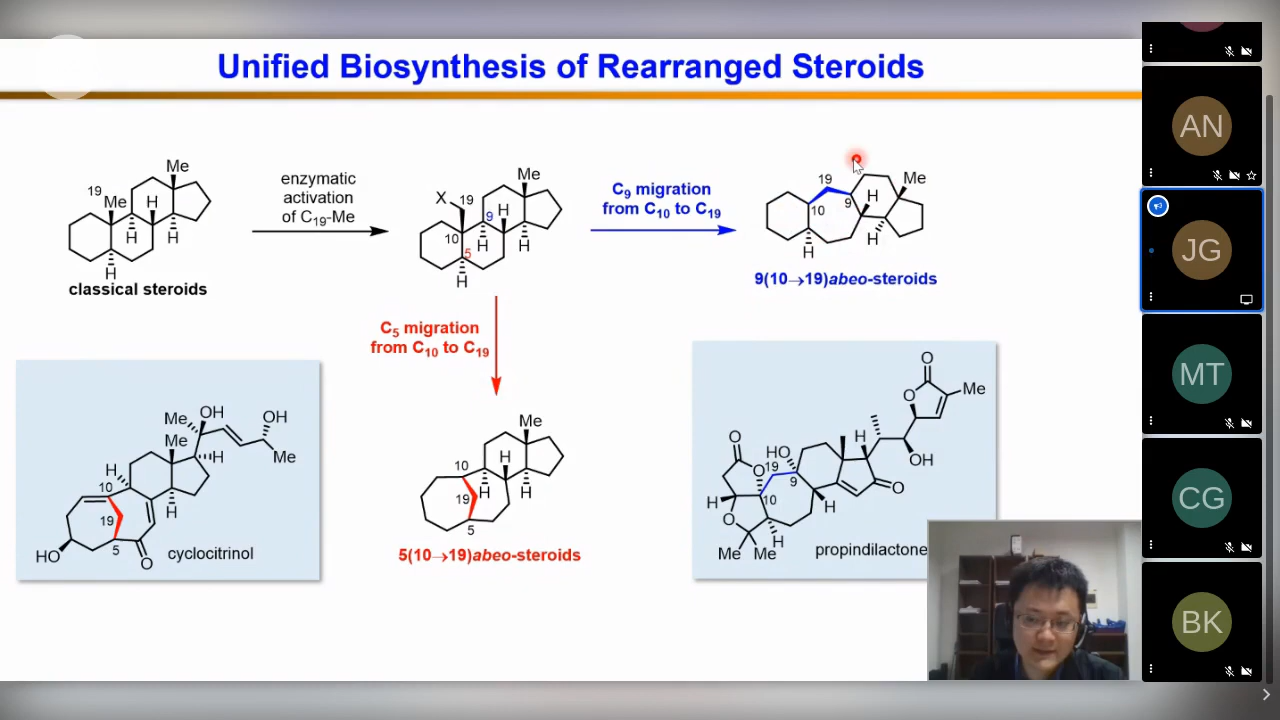 Unified Biosynthesis of Rearranged Steroids
19
Me
Me
H
H
H
H
classical steroids
enzymatic
activation
of C₁₉-Me
X
19
Me
9
H
10
H
H
5
H
C₉ migration
from C₁₀ to C₁₉
19
Me
9
H
10
H
H
9(10→19)abeo-steroids
C₅ migration
from C₁₀ to C₁₉
Me
10
H
H
H
19
5
5(10→19)abeo-steroids
Me
OH
OH
Me
H
Me
H
10
H
19
HO
5
O
cyclocitrinol
O
O
Me
O
HO
H
OH
O
19
9
O
H
10
H
O
H
Me
Me
propindilactone
AN
JG
MT
CG
BK